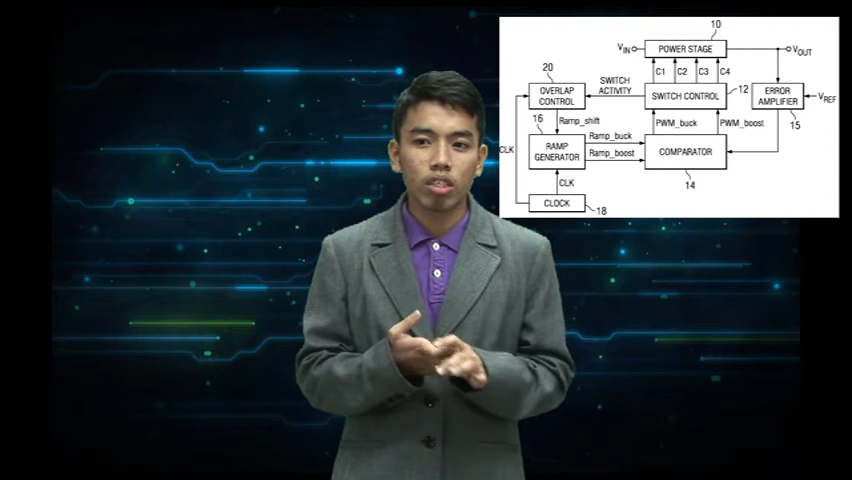 10
VIN
POWER STAGE
VOUT
C1 C2 C3 C4
20
SWITCH
ACTIVITY
OVERLAP
CONTROL
SWITCH CONTROL
12
ERROR
AMPLIFIER
VREF
15
Ramp_shift
PWM_buck
PWM_boost
16
Ramp_buck
CLK
RAMP
GENERATOR
Ramp_boost
COMPARATOR
CLK
14
CLOCK
18